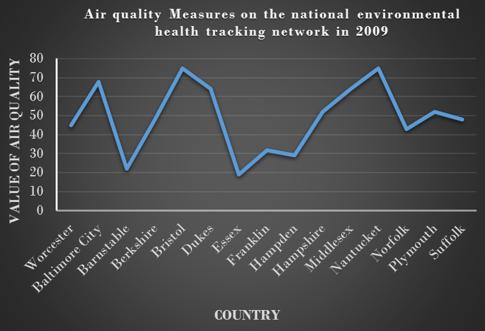 Air quality Measures on the national environmental
health tracking network in 2009
VALUE OF AIR QUALITY
80
70
60
50
40
30
20
10
0
Worcester
Baltimore City
Barnstable
Berkshire
Bristol
Dukes
Essex
Franklin
Hampden
Hampshire
Middlesex
Nantucket
Norfolk
Plymouth
Suffolk
COUNTRY